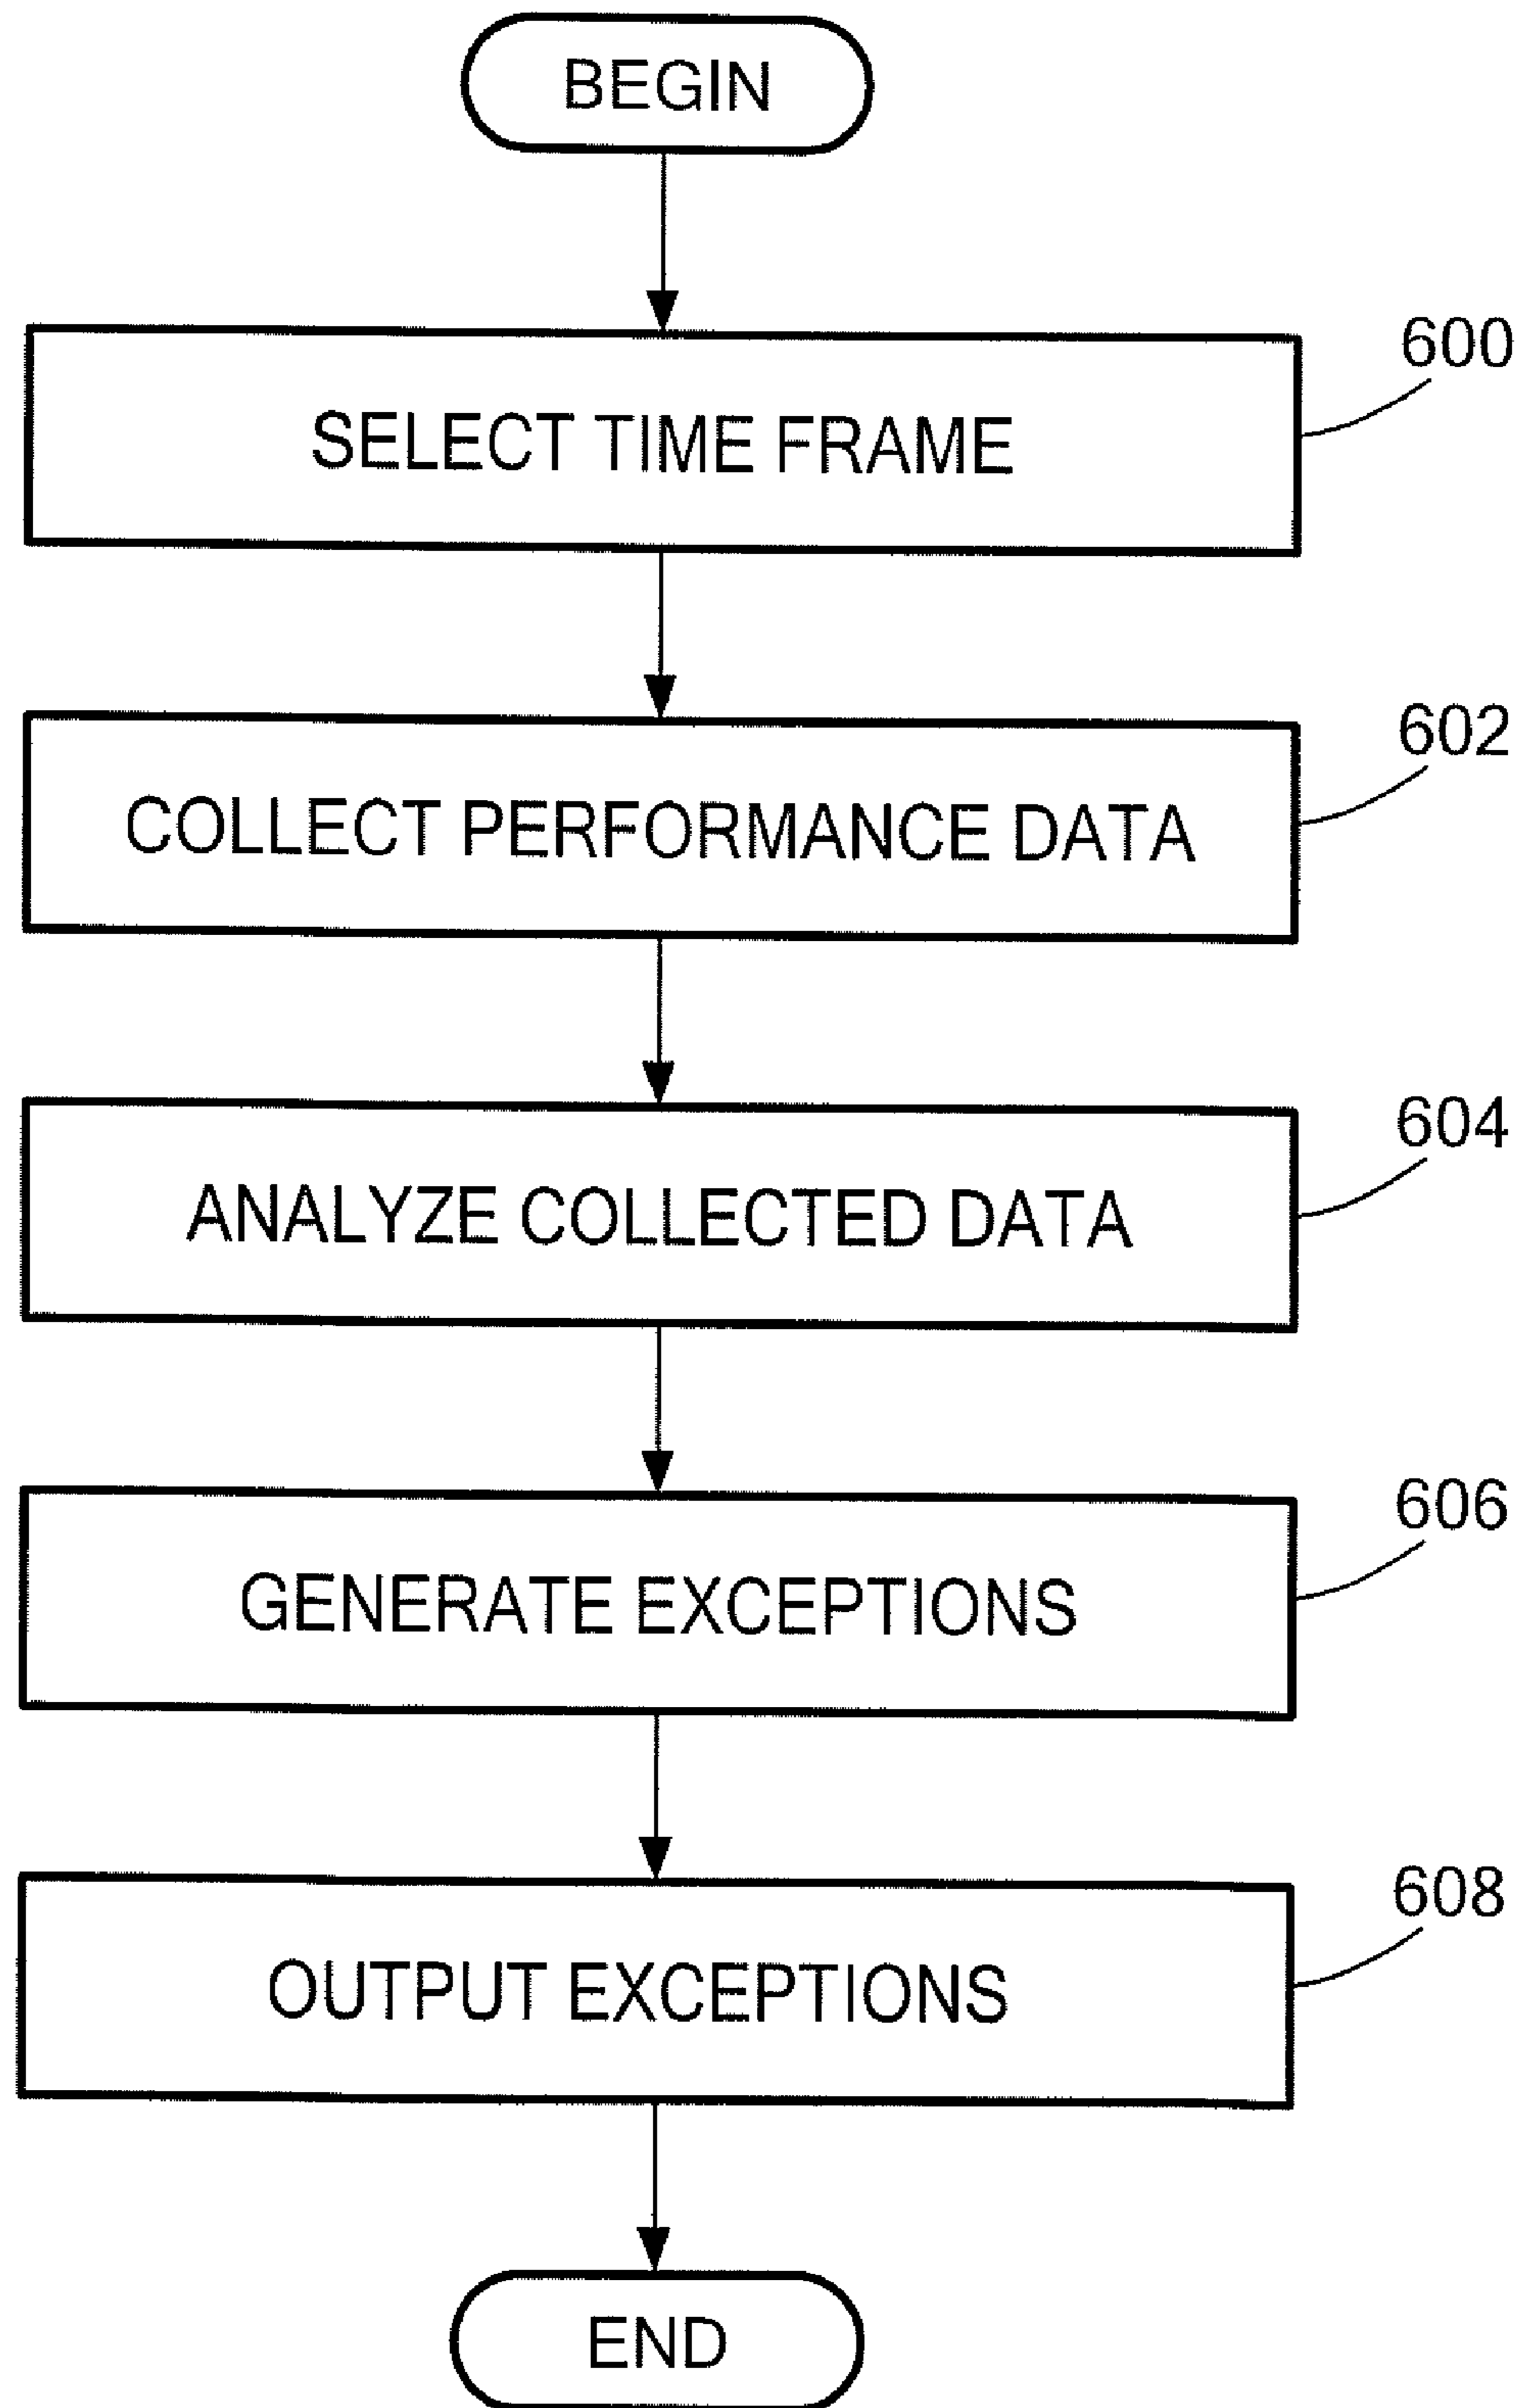 BEGIN
600
SELECT TIME FRAME
602
COLLECT PERFORMANCE DATA
604
ANALYZE COLLECTED DATA
606
GENERATE EXCEPTIONS
608
OUTPUT EXCEPTIONS
END